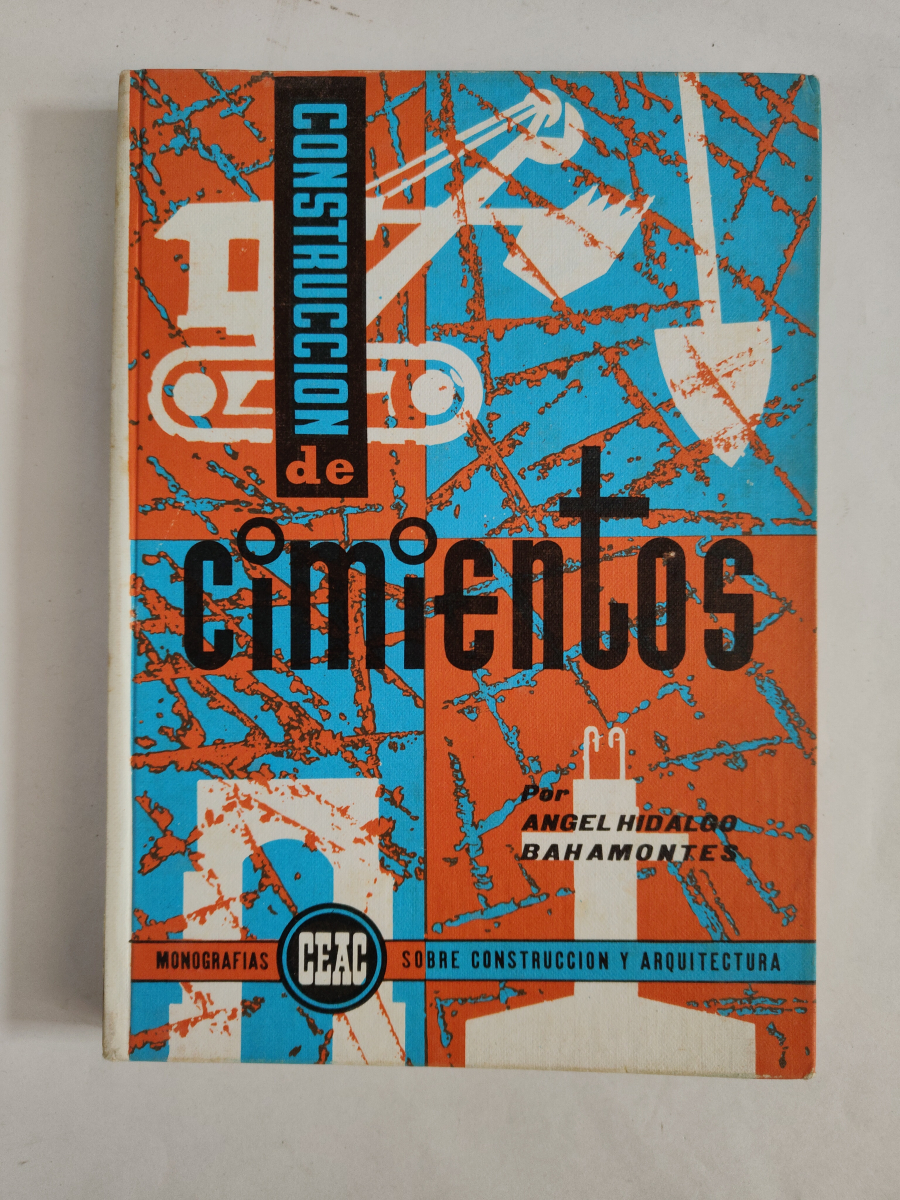 CONSTRUCCION
de
cimientos
Por
ANGEL HIDALGO
BAHAMONTES
MONOGRAFIAS CEAC SOBRE CONSTRUCCION Y ARQUITECTURA